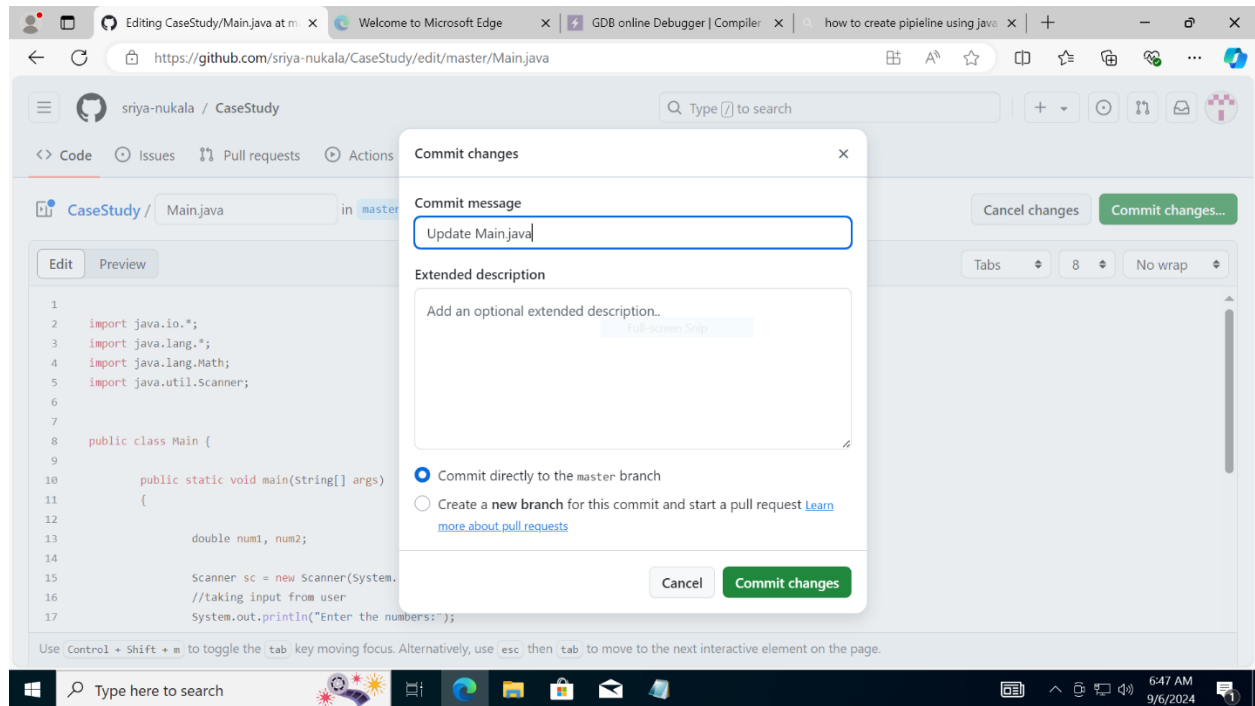 Editing CaseStudy/Main.java at m
Welcome to Microsoft Edge
GDB online Debugger | Compiler
how to create pipieline using java
https://github.com/sriya-nukala/CaseStudy/edit/master/Main.java
sriya-nukala / CaseStudy
Type / to search
<> Code Issues Pull requests Actions
CaseStudy / Main.java in master
Cancel changes Commit changes...
Edit Preview
Tabs 8 No wrap
Commit changes
Commit message
Update Main.java
Extended description
Add an optional extended description..
Full-screen Snip
Commit directly to the master branch
Create a new branch for this commit and start a pull request Learn
more about pull requests
Cancel Commit changes
1
2 import java.io.*;
3 import java.lang.*;
4 import java.lang.Math;
5 import java.util.Scanner;
6
7
8 public class Main {
9
10 public static void main(String[] args)
11 {
12
13 double num1, num2;
14
15 Scanner sc = new Scanner(System.
16 //taking input from user
17 System.out.println("Enter the numbers:");
Use Control + Shift + m to toggle the tab key moving focus. Alternatively, use esc then tab to move to the next interactive element on the page.
Type here to search
6:47 AM
9/6/2024
1